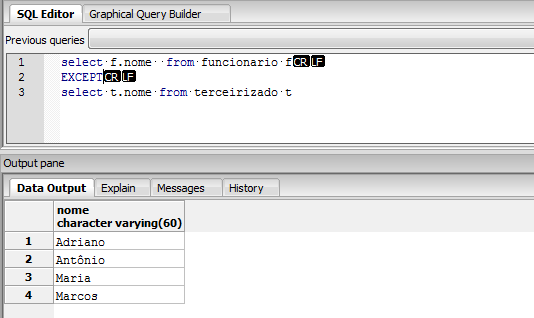 SQL Editor Graphical Query Builder
Previous queries
1 select f.nome from funcionario fCRLF
2 EXCEPTCRLF
3 select t.nome from terceirizado t
Output pane
Data Output Explain Messages History
nome
character varying(60)
1 Adriano
2 Antônio
3 Maria
4 Marcos